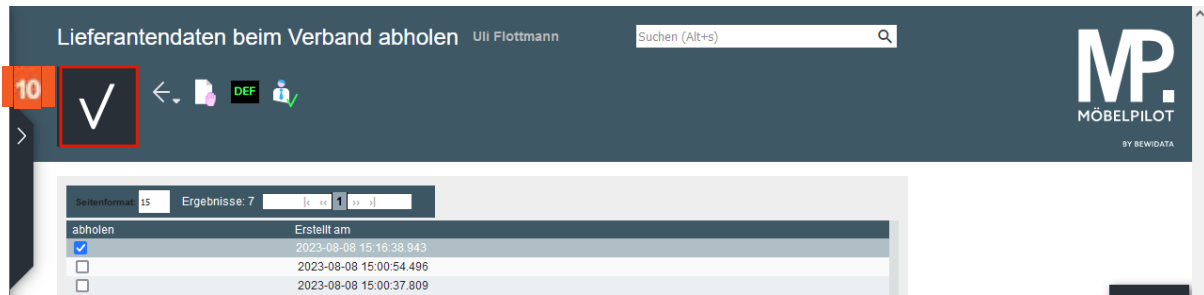 Lieferantendaten beim Verband abholen Uli Flottmann Suchen (Alt+s)
10
DEF
MP.
MÖBELPILOT
BY BEWIDATA
Seitenformat: 15 Ergebnisse: 7 |‹ ‹‹ 1 ›› ›|
abholen Erstellt am
2023-08-08 15:16:38.943
2023-08-08 15:00:54.496
2023-08-08 15:00:37.809